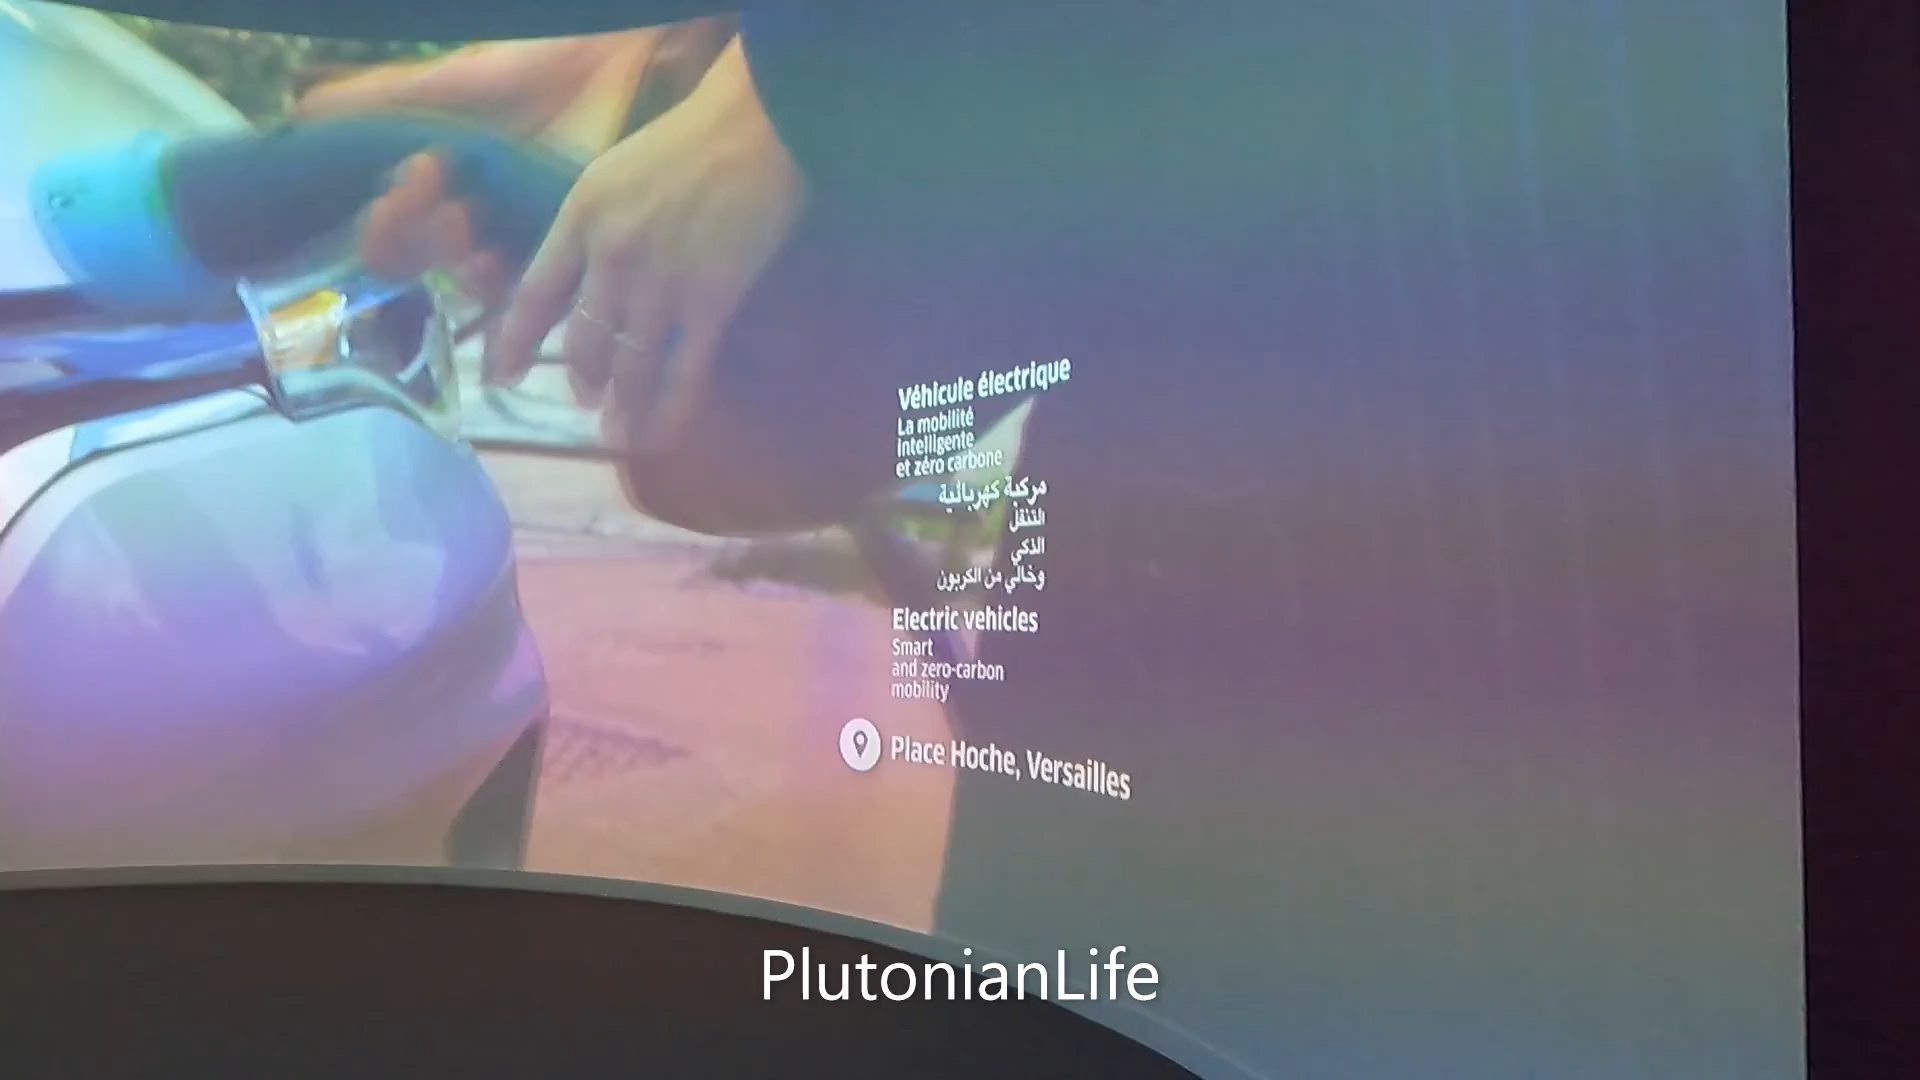 Véhicule électrique
La mobilité
intelligente
et zéro carbone
مركبة كهربائية
التنقل
الذكي
وخالي من الكربون
Electric vehicles
Smart
and zero-carbon
mobility
Place Hoche, Versailles
PlutonianLife